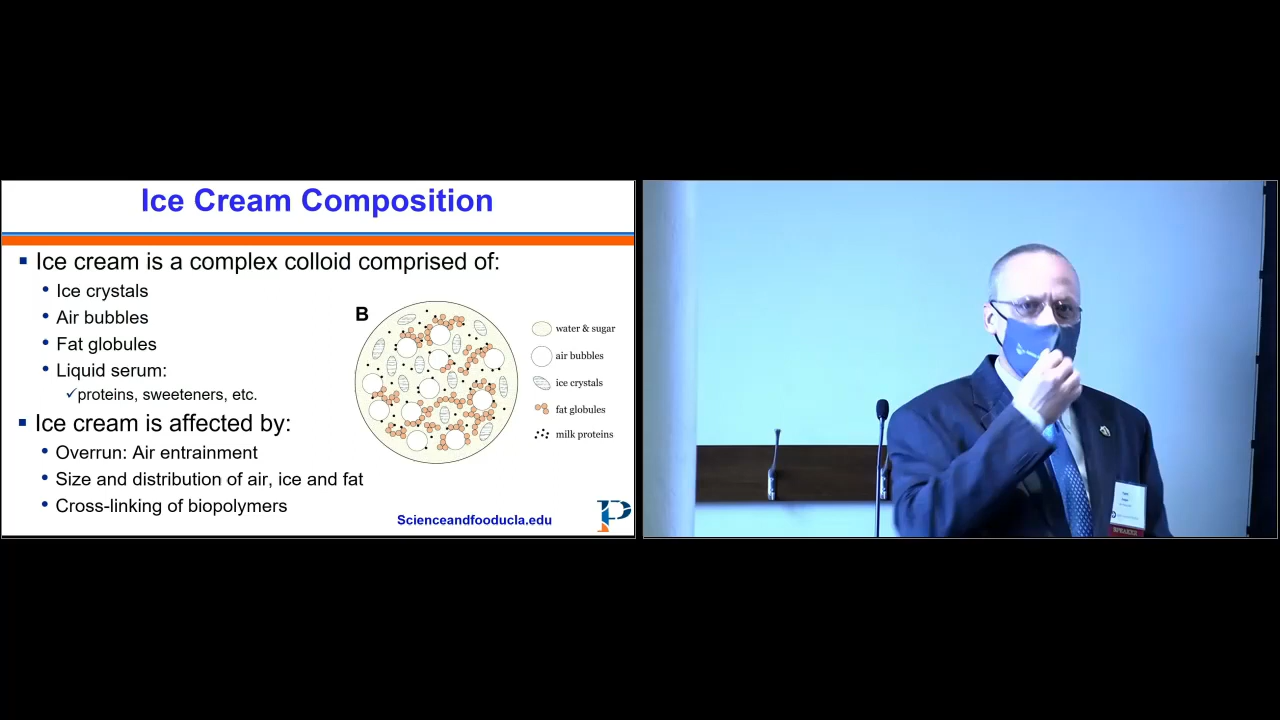 Ice Cream Composition
Ice cream is a complex colloid comprised of:
Ice crystals
Air bubbles
Fat globules
Liquid serum:
proteins, sweeteners, etc.
Ice cream is affected by:
Overrun: Air entrainment
Size and distribution of air, ice and fat
Cross-linking of biopolymers
B
water & sugar
air bubbles
ice crystals
fat globules
milk proteins
Scienceandfooducla.edu
SPEAKER